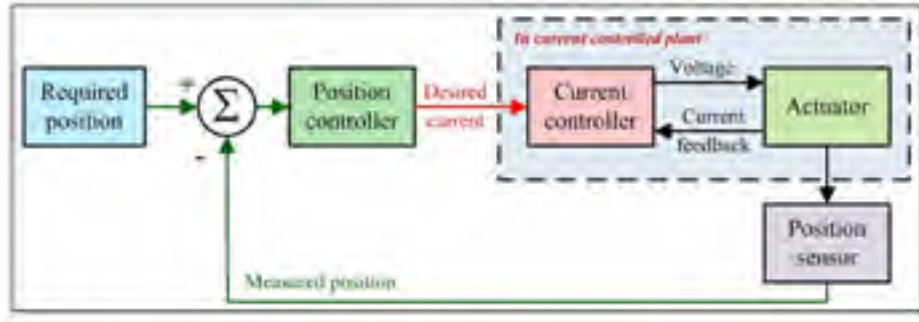 In current controlled plant
Required
position
+
Σ
-
Position
controller
Desired
current
Current
controller
Voltage
Current
feedback
Actuator
Position
sensor
Measured position